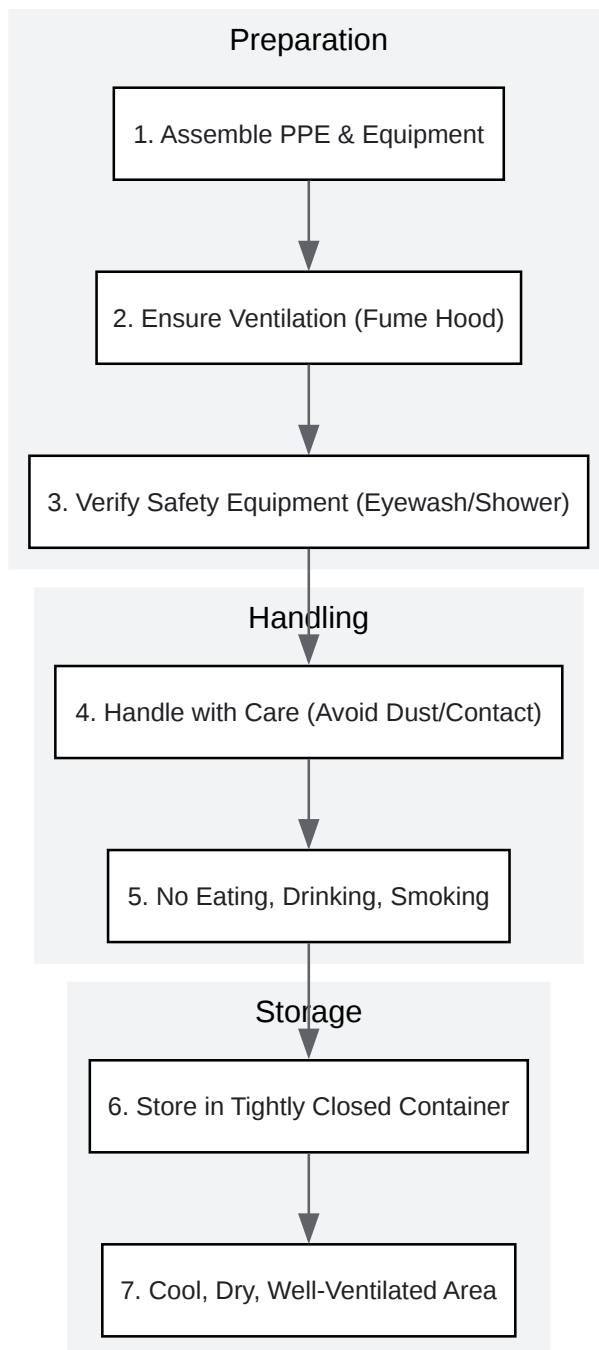 Preparation
1. Assemble PPE & Equipment
2. Ensure Ventilation (Fume Hood)
3. Verify Safety Equipment (Eyewash/Shower)
Handling
4. Handle with Care (Avoid Dust/Contact)
5. No Eating, Drinking, Smoking
Storage
6. Store in Tightly Closed Container
7. Cool, Dry, Well-Ventilated Area